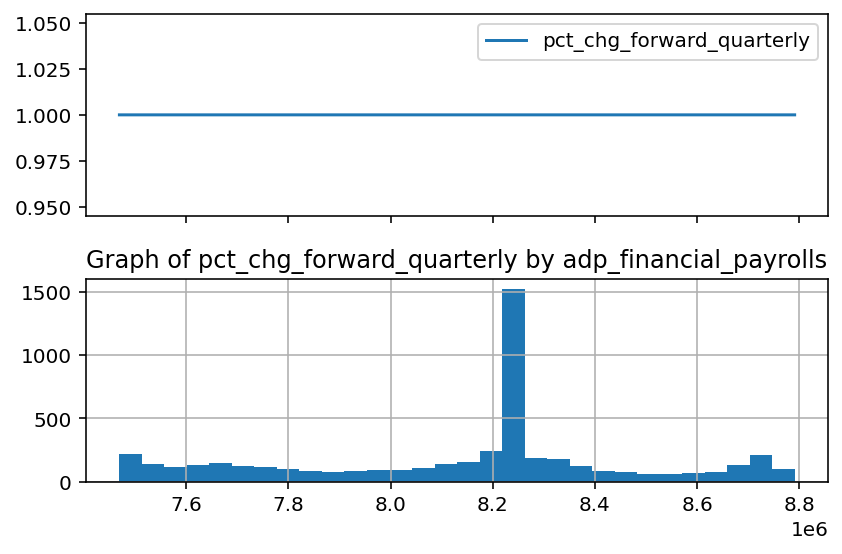 1.050
pct_chg_forward_quarterly
1.025
1.000
0.975
0.950
Graph of pct_chg_forward_quarterly by adp_financial_payrolls
1500
1000
500
0
7.6 7.8 8.0 8.2 8.4 8.6 8.8
1e6